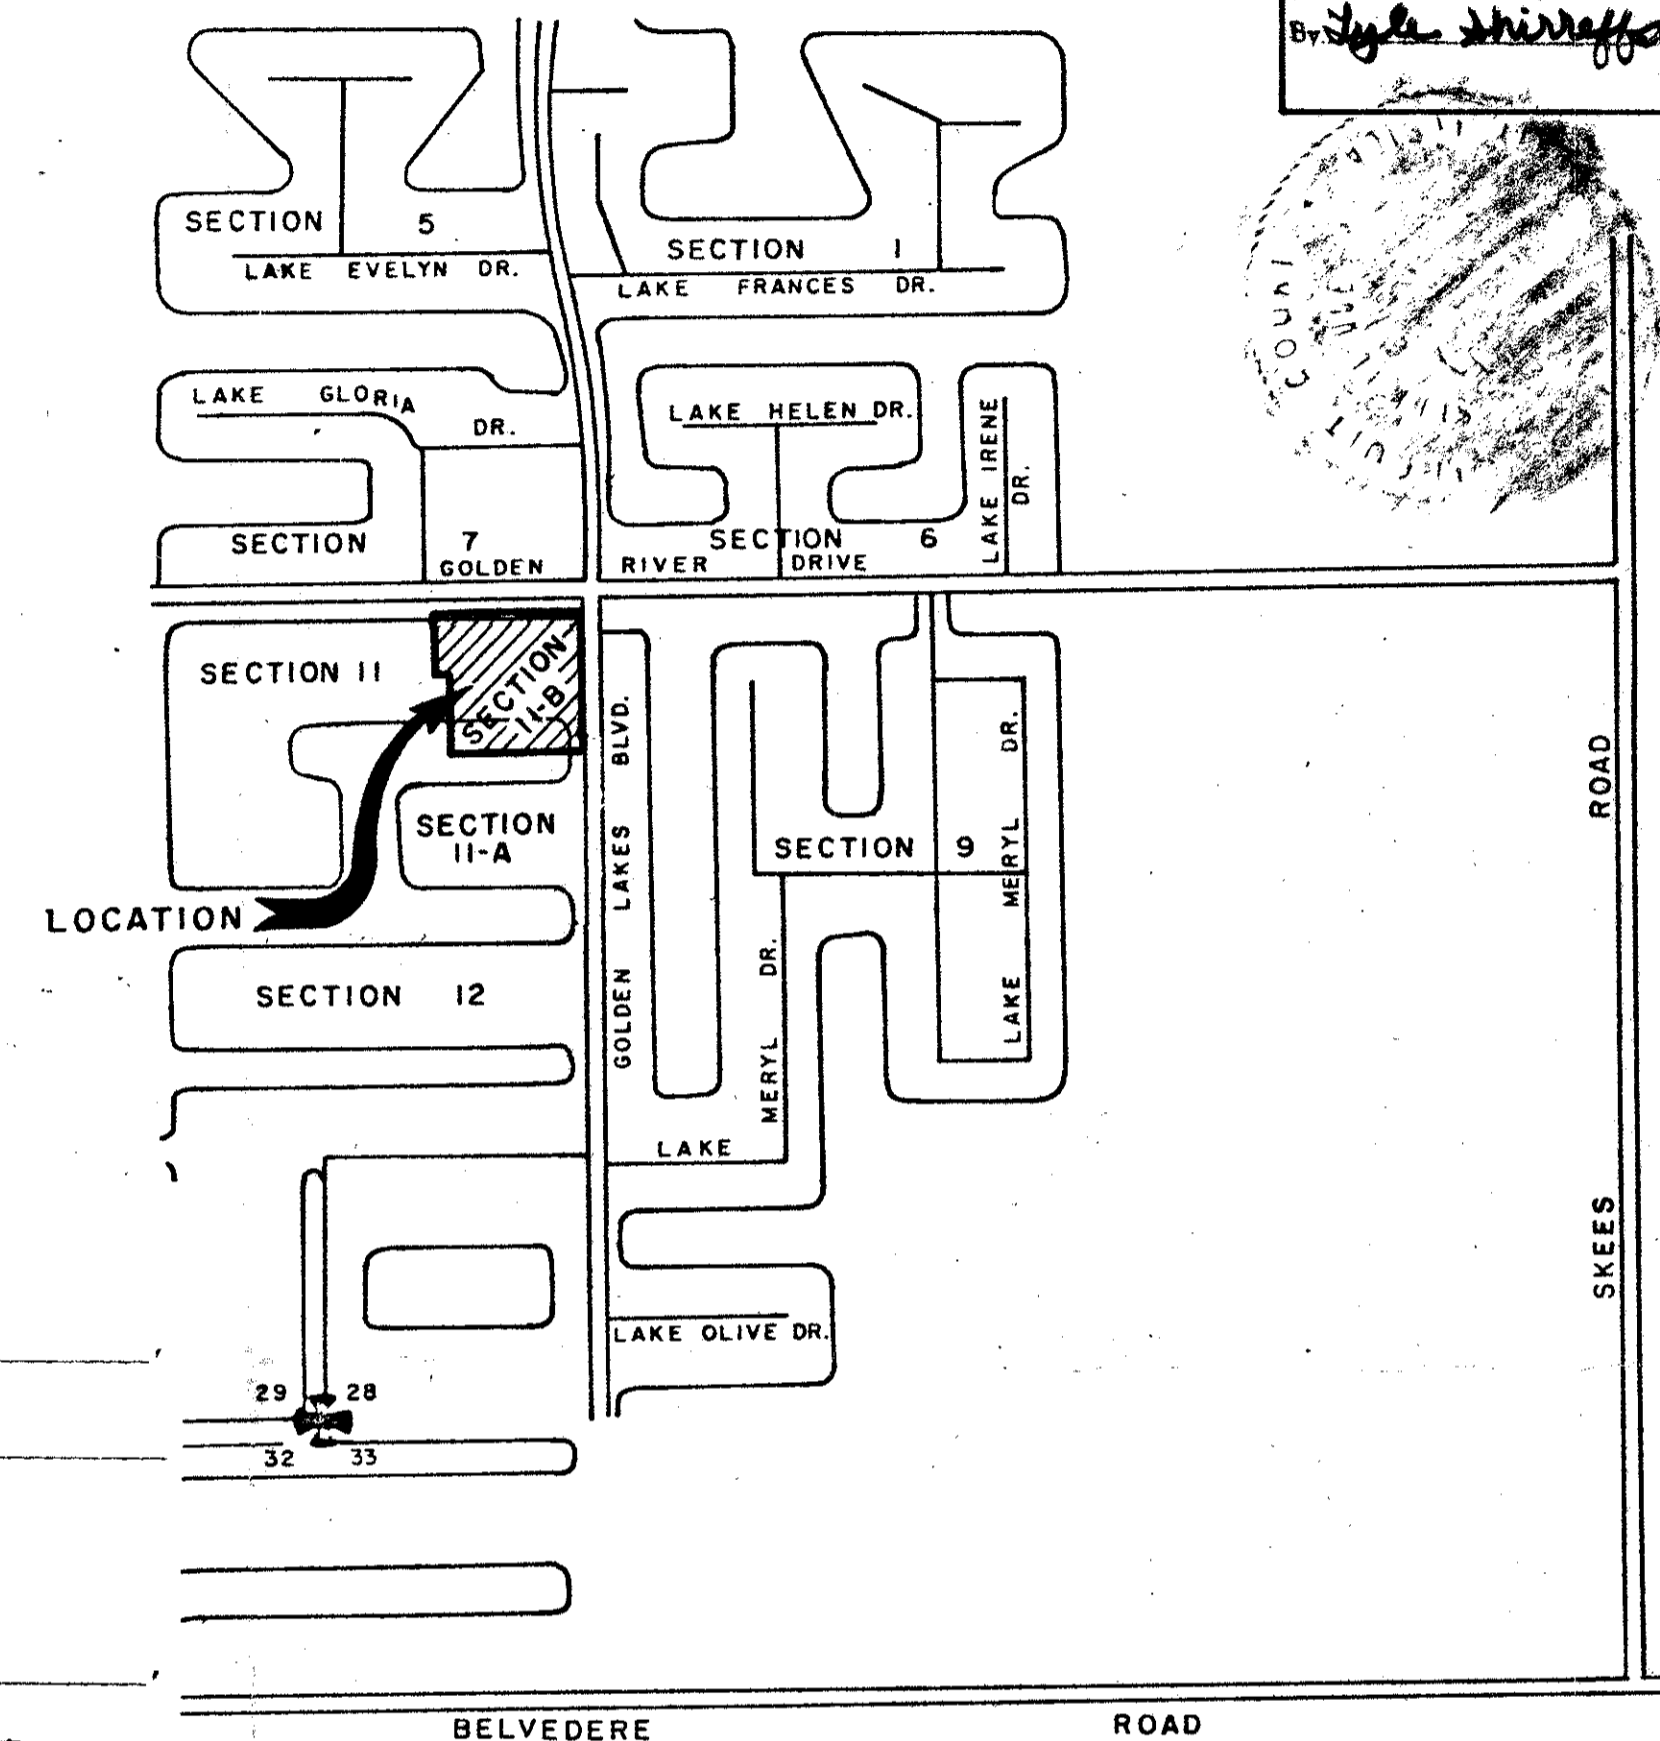 By Lyle Shirreffs
SECTION 5
LAKE EVELYN DR.
SECTION 1
LAKE FRANCES DR.
COUNT
CIRCUIT
LAKE GLORIA DR.
LAKE HELEN DR.
LAKE IRENE DR.
SECTION 7
SECTION 6
GOLDEN RIVER DRIVE
SECTION 11
SECTION 11-B
GOLDEN LAKES BLVD.
SECTION 11-A
SECTION 9
LAKE MERYL DR.
LOCATION
SECTION 12
LAKE MERYL DR.
LAKE OLIVE DR.
29 28
32 33
SKEES ROAD
BELVEDERE ROAD